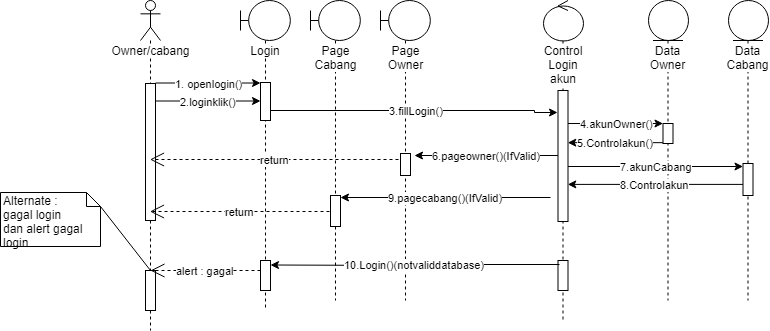 Owner/cabang
Login
Page
Cabang
Page
Owner
Control
Login
akun
Data
Owner
Data
Cabang
1. openlogin()
2.loginklik()
3.fillLogin()
4.akunOwner()
5.Controlakun()
6.pageowner()(IfValid)
return
7.akunCabang
8.Controlakun
9.pagecabang()(IfValid)
return
Alternate :
gagal login
dan alert gagal
login
10.Login()(notvaliddatabase)
alert : gagal